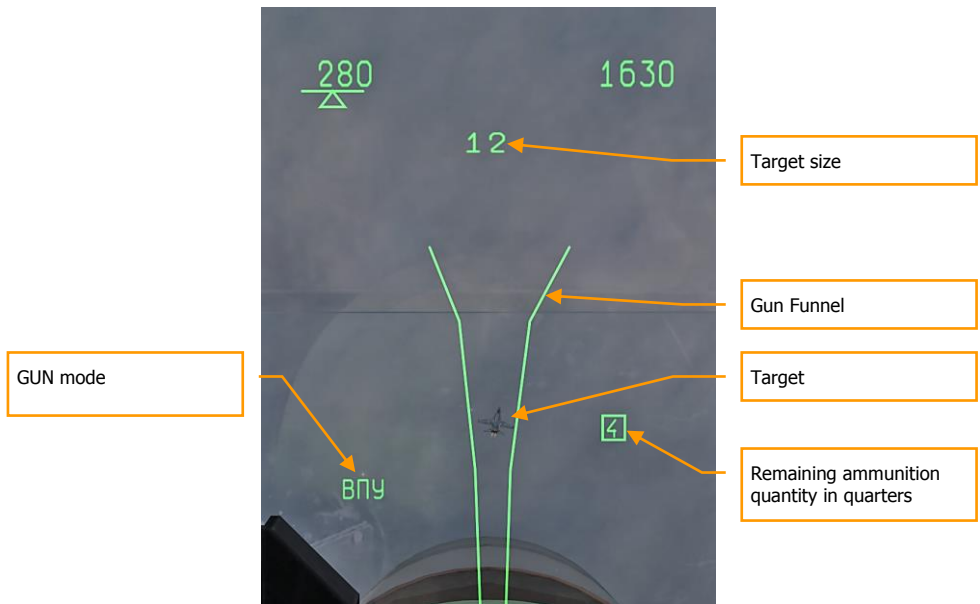 280
1630
12
Target size
Gun Funnel
GUN mode
Target
4
ВПУ
Remaining ammunition
quantity in quarters